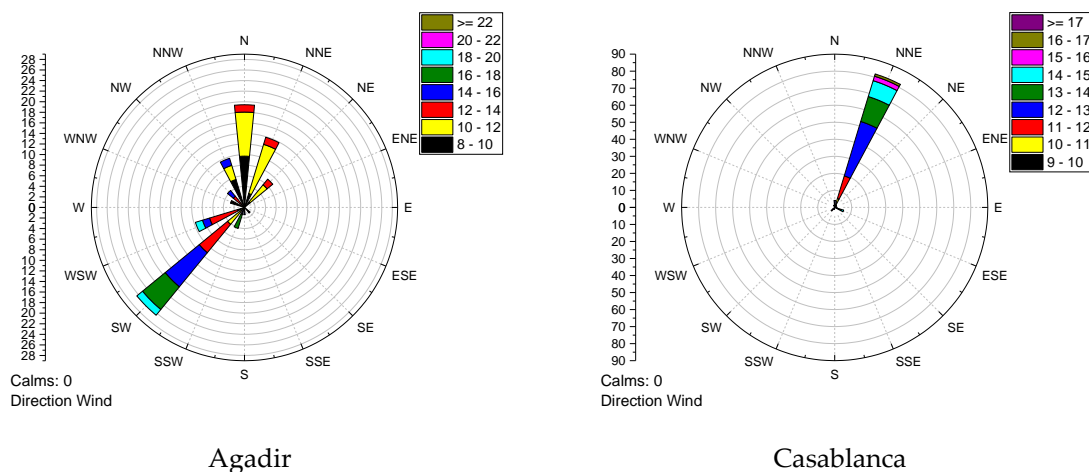 >= 22
20 - 22
18 - 20
16 - 18
14 - 16
12 - 14
10 - 12
8 - 10
28
26
24
22
20
18
16
14
12
10
8
6
4
2
0
0
2
4
6
8
10
12
14
16
18
20
22
24
26
28
N
NNE
NE
ENE
E
ESE
SE
SSE
S
SSW
SW
WSW
W
WNW
NW
NNW
Calms: 0
Direction Wind
Agadir
>= 17
16 - 17
15 - 16
14 - 15
13 - 14
12 - 13
11 - 12
10 - 11
9 - 10
90
80
70
60
50
40
30
20
10
0
10
20
30
40
50
60
70
80
90
N
NNE
NE
ENE
E
ESE
SE
SSE
S
SSW
SW
WSW
W
WNW
NW
NNW
Calms: 0
Direction Wind
Casablanca